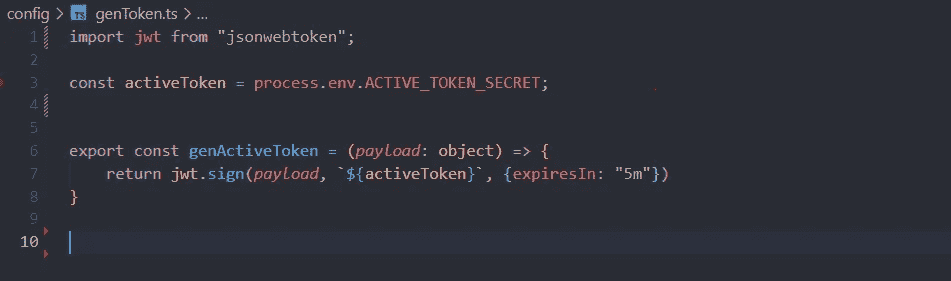 config > TS genToken.ts > ...
1 import jwt from "jsonwebtoken";
2
3 const activeToken = process.env.ACTIVE_TOKEN_SECRET;
4
5
6 export const genActiveToken = (payload: object) => {
7     return jwt.sign(payload, `${activeToken}`, {expiresIn: "5m"})
8 }
9
10